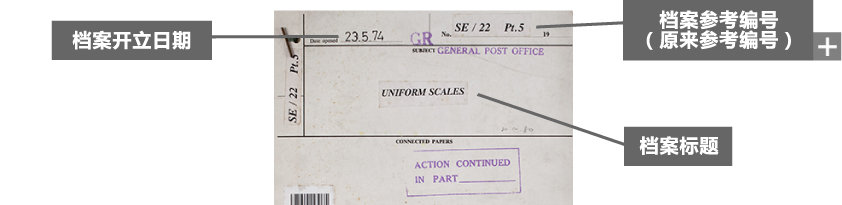 档案开立日期
Date opened 23.5.74
GR
No. SE / 22 Pt.5 19
SUBJECT GENERAL POST OFFICE
SE / 22 Pt.5
UNIFORM SCALES
CONNECTED PAPERS
ACTION CONTINUED
IN PART
档案参考编号
(原来参考编号)
+
档案标题